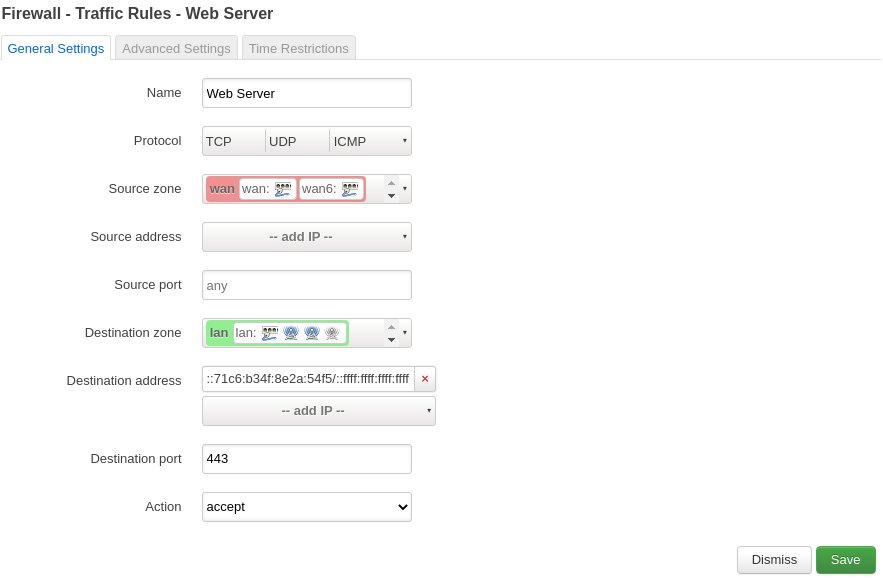 Firewall - Traffic Rules - Web Server
General Settings Advanced Settings Time Restrictions
Name Web Server
Protocol TCP UDP ICMP
Source zone wan wan: wan6:
Source address -- add IP --
Source port any
Destination zone lan lan:
Destination address ::71c6:b34f:8e2a:54f5/::ffff:ffff:ffff:ffff ×
-- add IP --
Destination port 443
Action accept
Dismiss Save